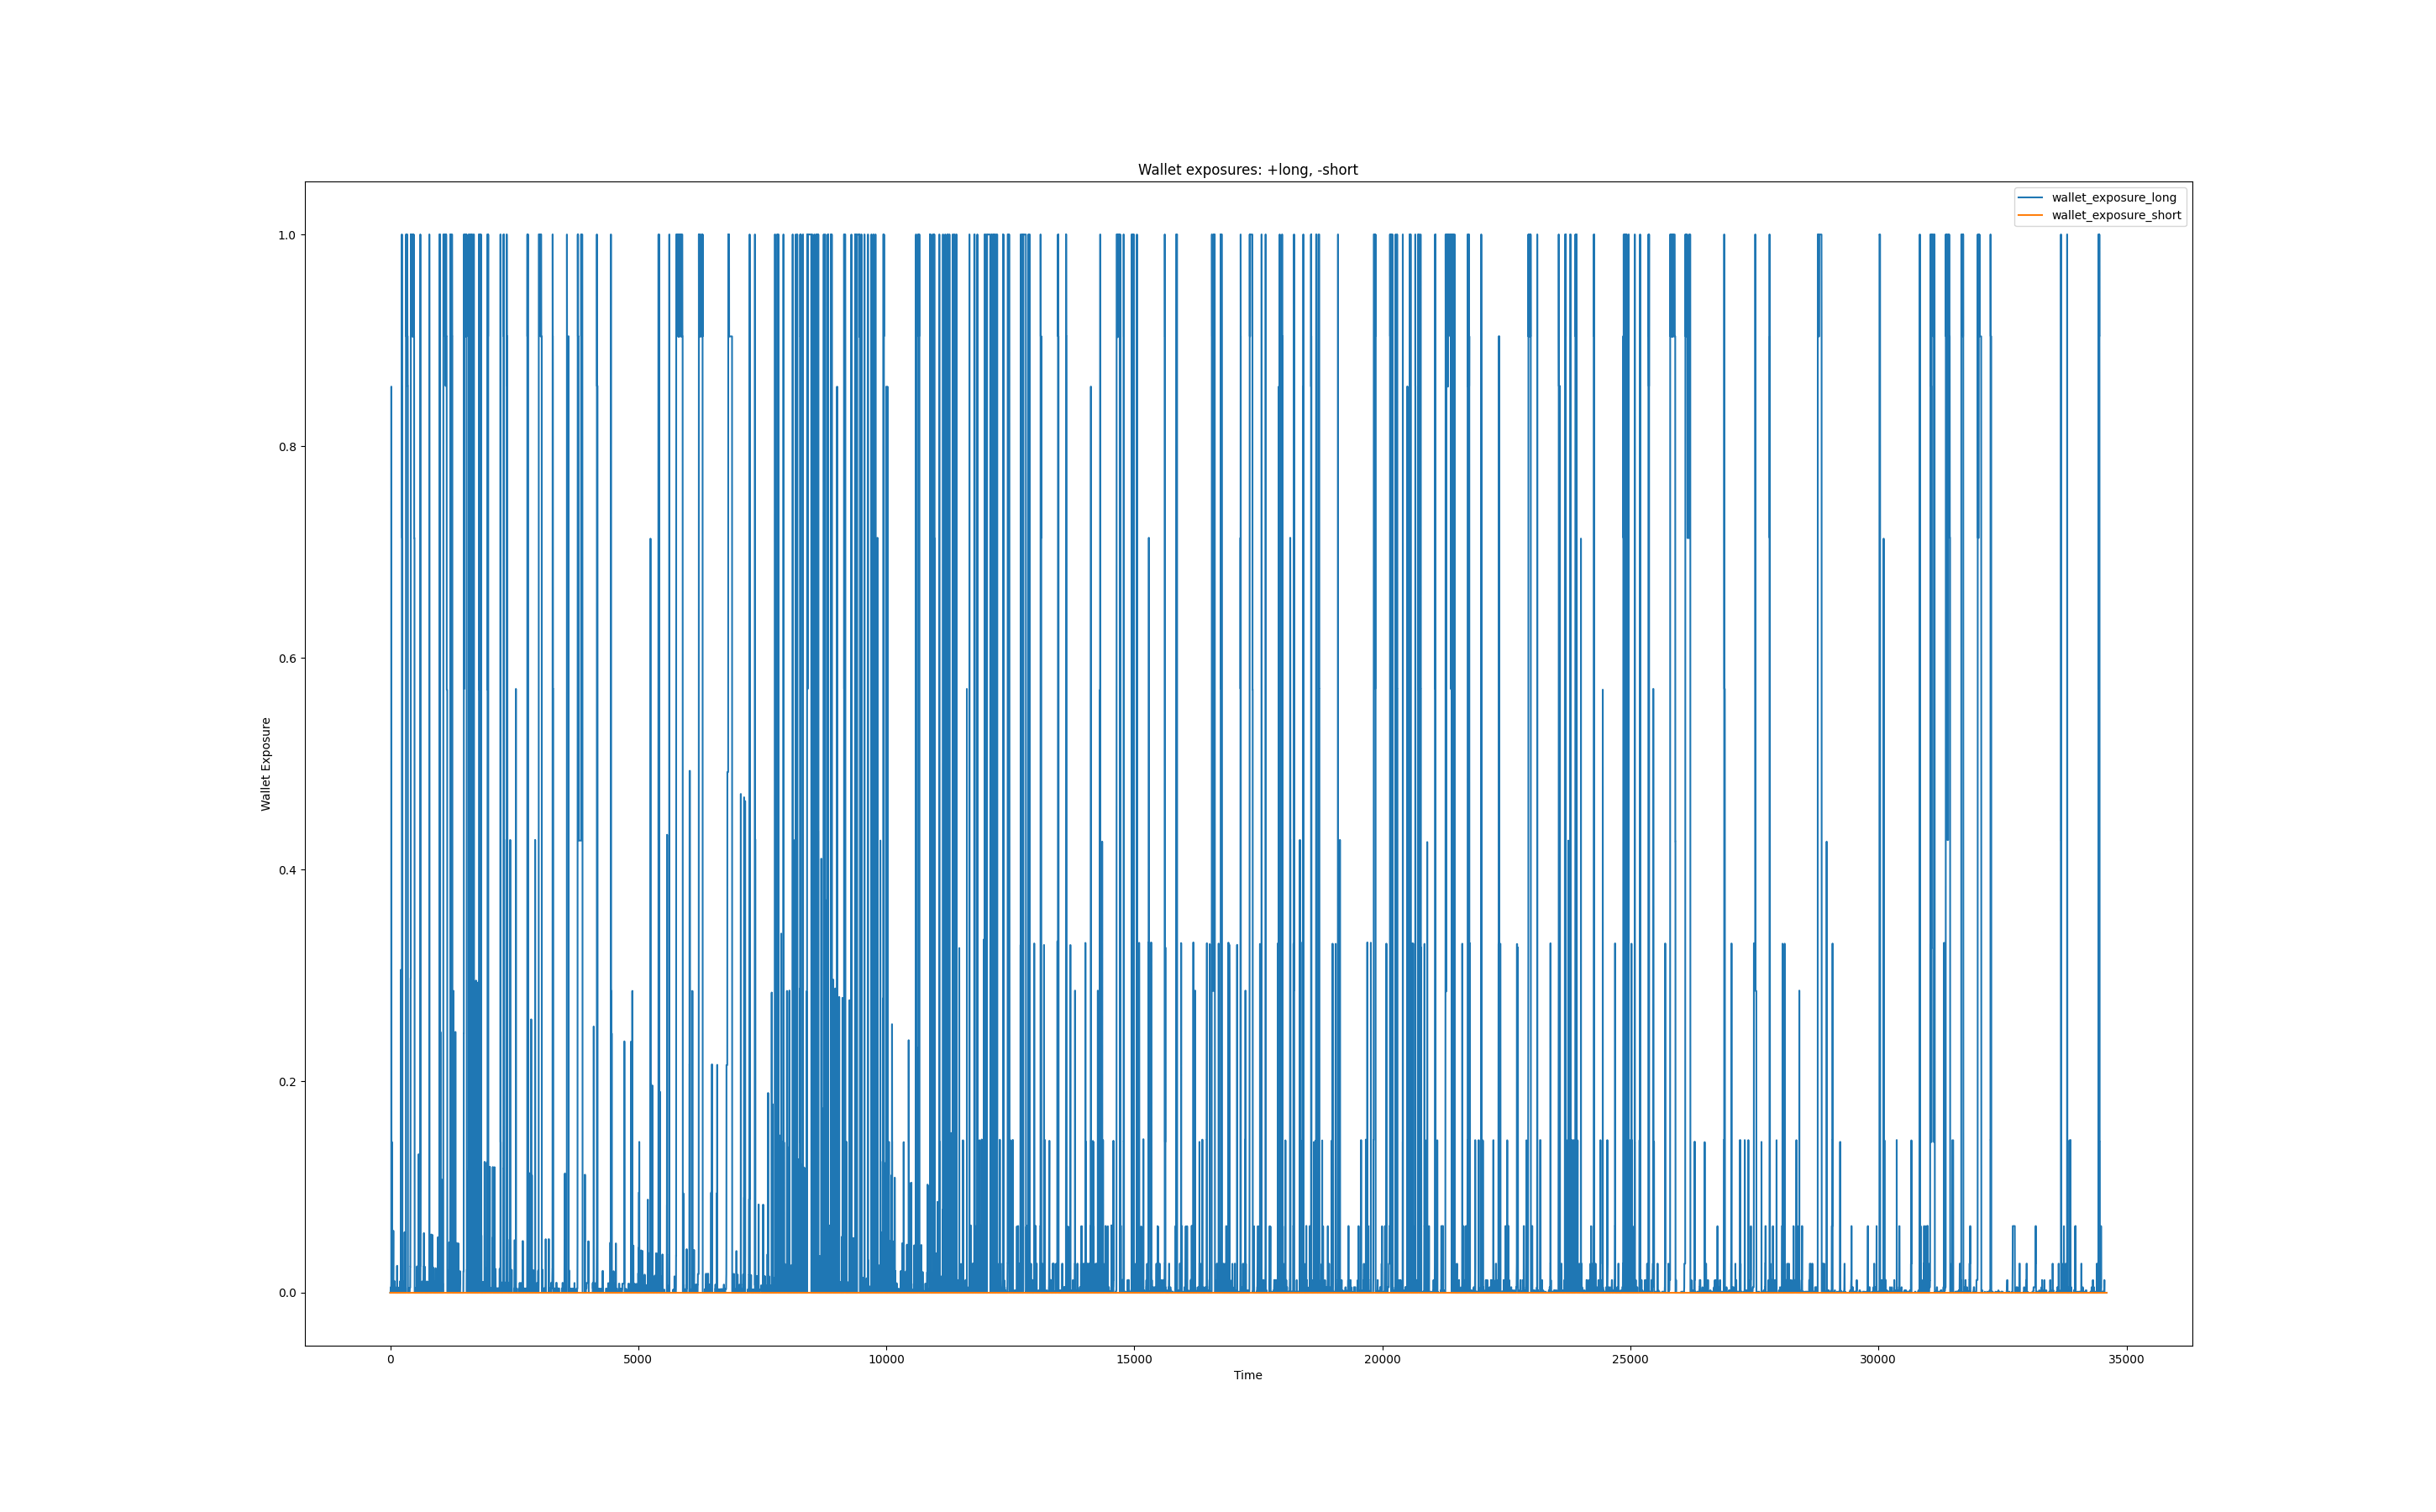 Wallet exposures: +long, -short
wallet_exposure_long
wallet_exposure_short
1.0
0.8
0.6
0.4
0.2
0.0
Wallet Exposure
0 5000 10000 15000 20000 25000 30000 35000
Time